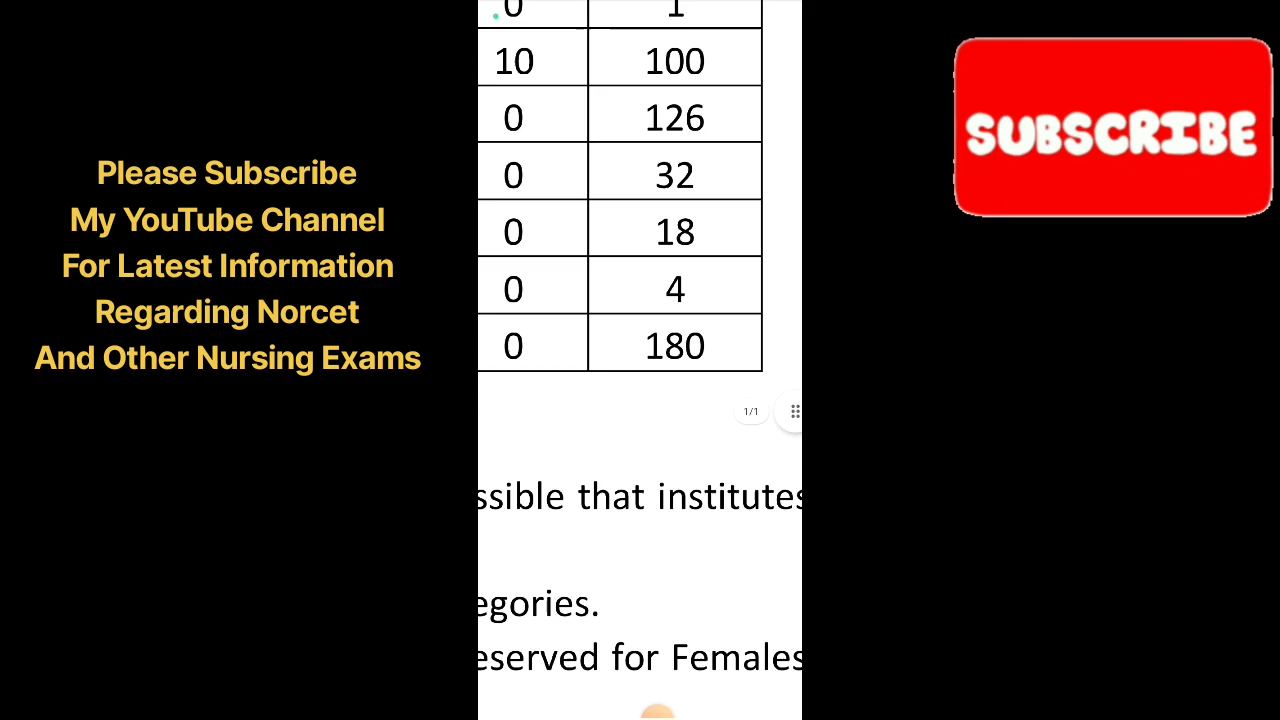 Please Subscribe
My YouTube Channel
For Latest Information
Regarding Norcet
And Other Nursing Exams
0 1
10 100
0 126
0 32
0 18
0 4
0 180
1/1
ssible that institutes
egories.
eserved for Females
SUBSCRIBE